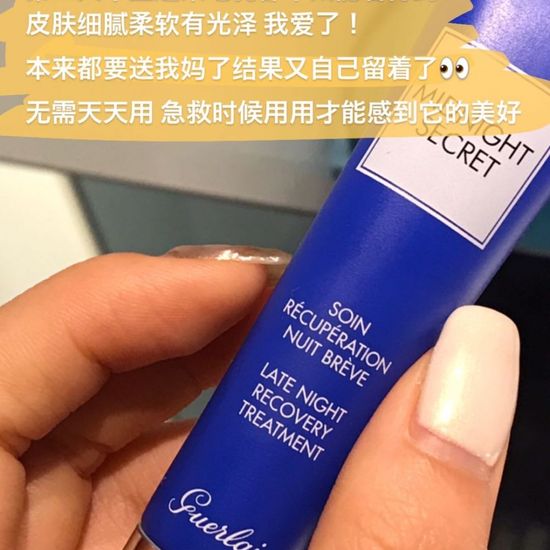 皮肤细腻柔软有光泽 我爱了！
本来都要送我妈了结果又自己留着了👀
无需天天用 急救时候用用才能感到它的美好
MIDNIGHT
SECRET
SOIN
RÉCUPÉRATION
NUIT BRÈVE
LATE NIGHT
RECOVERY
TREATMENT
Guerlain